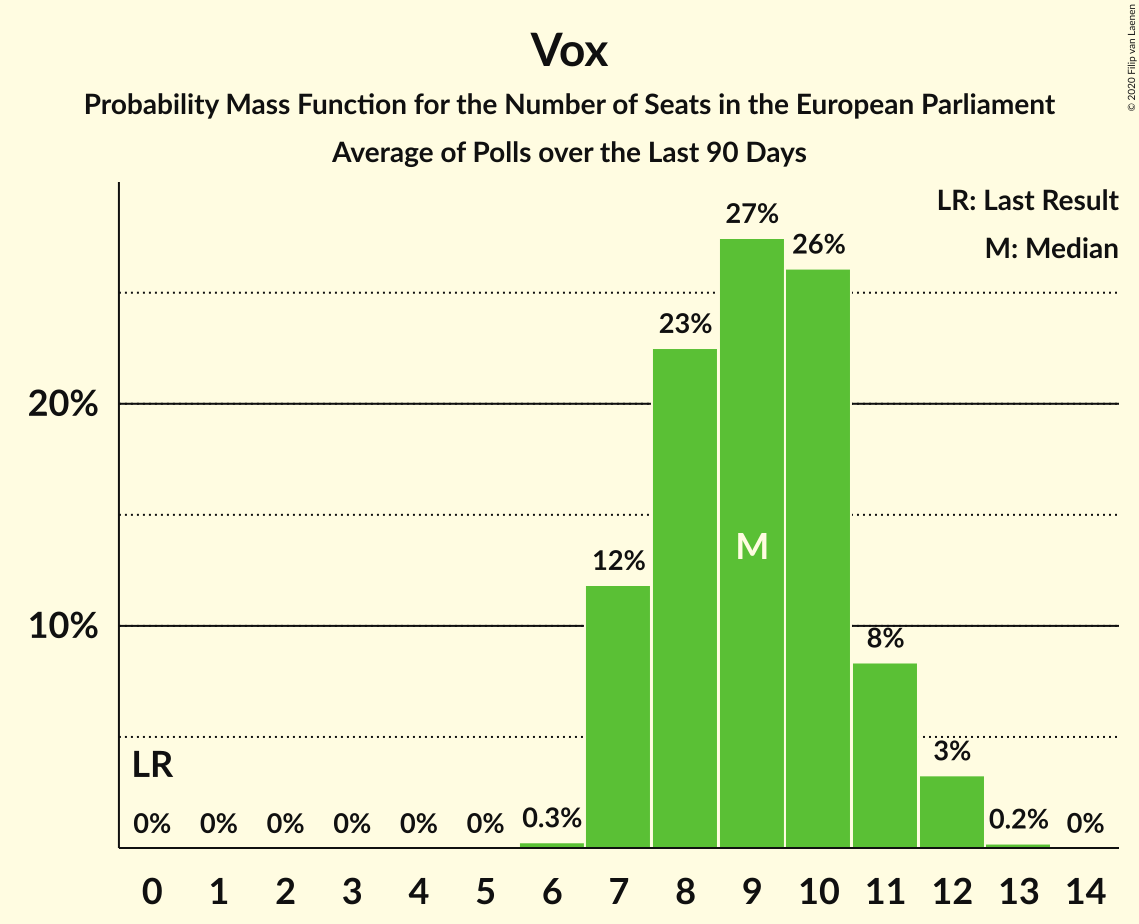 Vox
Probability Mass Function for the Number of Seats in the European Parliament
Average of Polls over the Last 90 Days
© 2020 Filip van Laenen
LR: Last Result
M: Median
27%
26%
23%
20%
M
12%
10%
8%
LR
3%
0% 0% 0% 0% 0% 0% 0.3% 0.2% 0%
0 1 2 3 4 5 6 7 8 9 10 11 12 13 14